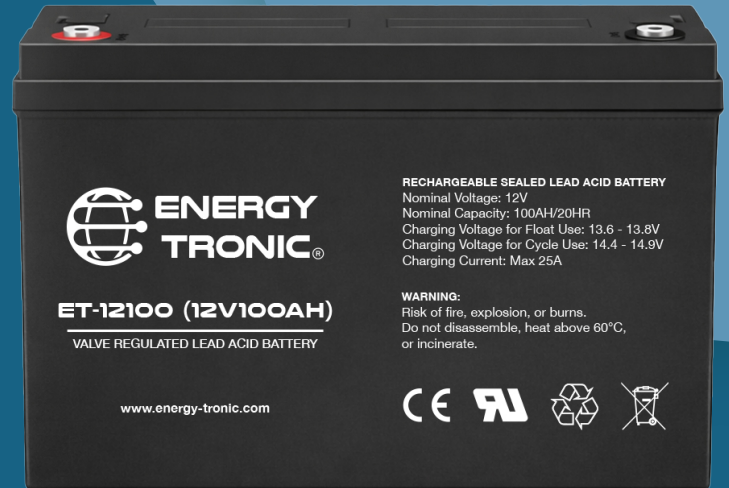 ENERGY
TRONIC®
ET-12100 (12V100AH)
VALVE REGULATED LEAD ACID BATTERY
www.energy-tronic.com
RECHARGEABLE SEALED LEAD ACID BATTERY
Nominal Voltage: 12V
Nominal Capacity: 100AH/20HR
Charging Voltage for Float Use: 13.6 - 13.8V
Charging Voltage for Cycle Use: 14.4 - 14.9V
Charging Current: Max 25A
WARNING:
Risk of fire, explosion, or burns.
Do not disassemble, heat above 60°C,
or incinerate.
CE